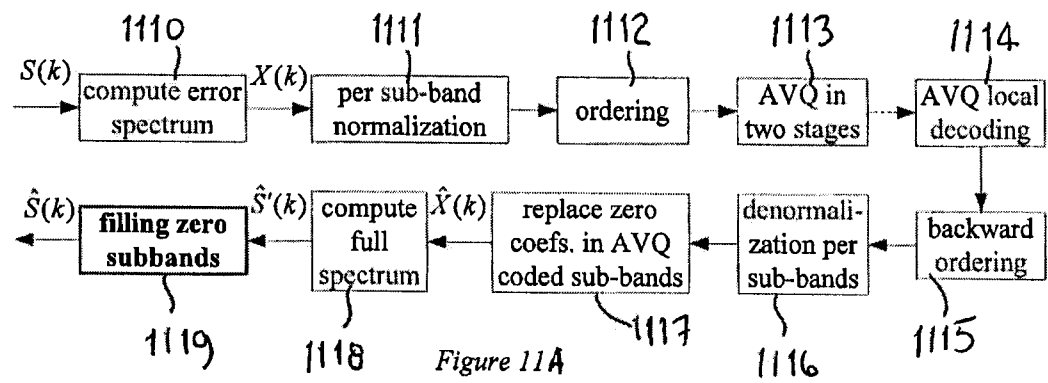 1110
1111
1112
1113
1114
S(k)
compute error
spectrum
X(k)
per sub-band
normalization
ordering
AVQ in
two stages
AVQ local
decoding
Ŝ(k)
filling zero
subbands
Ŝ'(k)
compute
full
spectrum
X̂(k)
replace zero
coefs. in AVQ
coded sub-bands
denormali-
zation per
sub-bands
backward
ordering
1119
1118
1117
1116
1115
Figure 11A